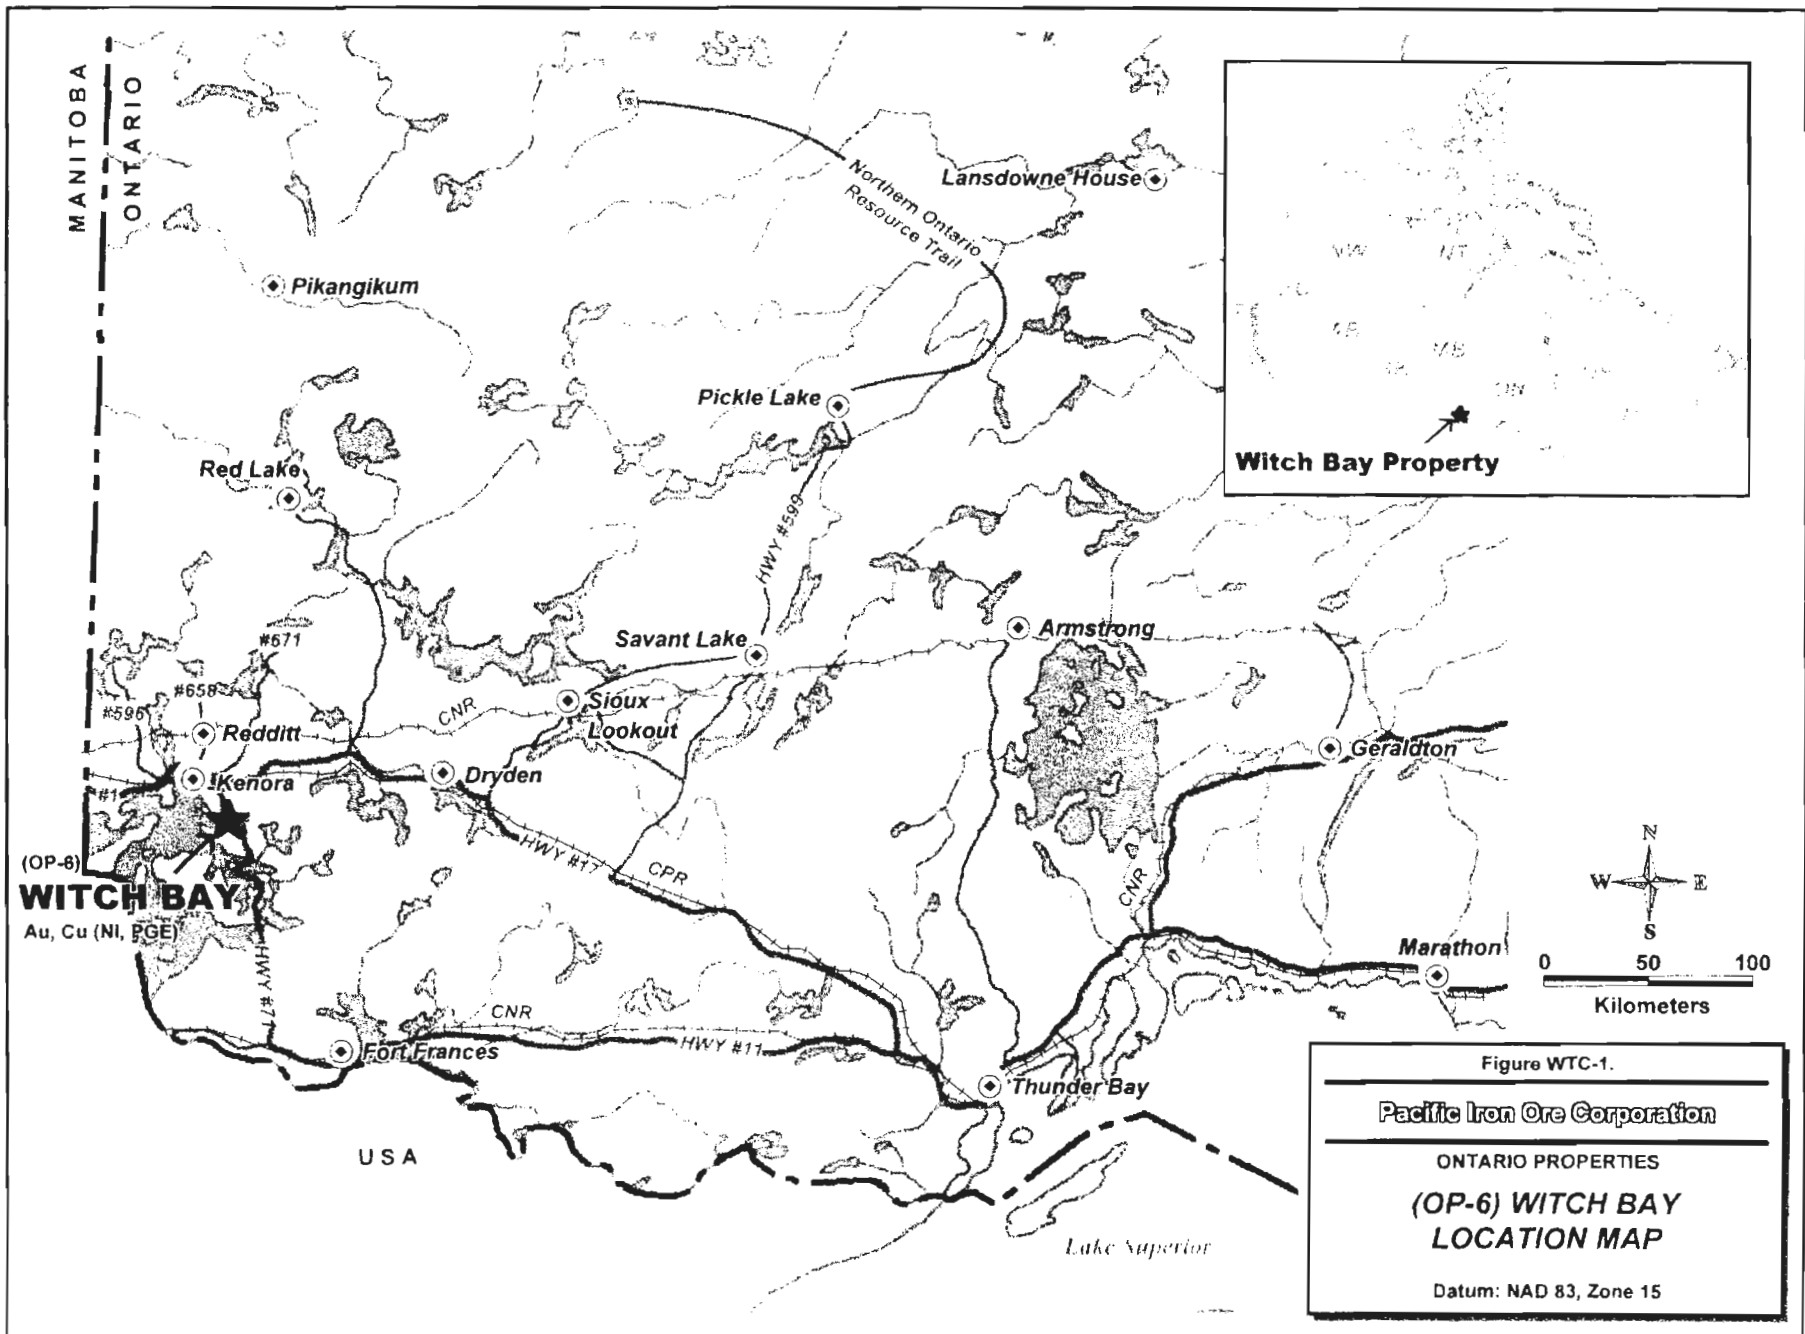 MANITOBA
ONTARIO
Northern Ontario
Resource Trail
Lansdowne House
Pikangikum
Pickle Lake
Red Lake
HWY #599
NT
MB
ON
Witch Bay Property
Savant Lake
Armstrong
#671
#658
#596
CNR
Sioux
Lookout
Redditt
Kenora
#1
Dryden
Geraldton
(OP-6)
WITCH BAY
Au, Cu (NI, PGE)
HWY #17
CPR
CNR
HWY #71
CNR
HWY #11
Fort Frances
Thunder Bay
Marathon
N
W
E
S
0
50
100
Kilometers
USA
Lake Superior
Figure WTC-1.
Pacific Iron Ore Corporation
ONTARIO PROPERTIES
(OP-6) WITCH BAY
LOCATION MAP
Datum: NAD 83, Zone 15